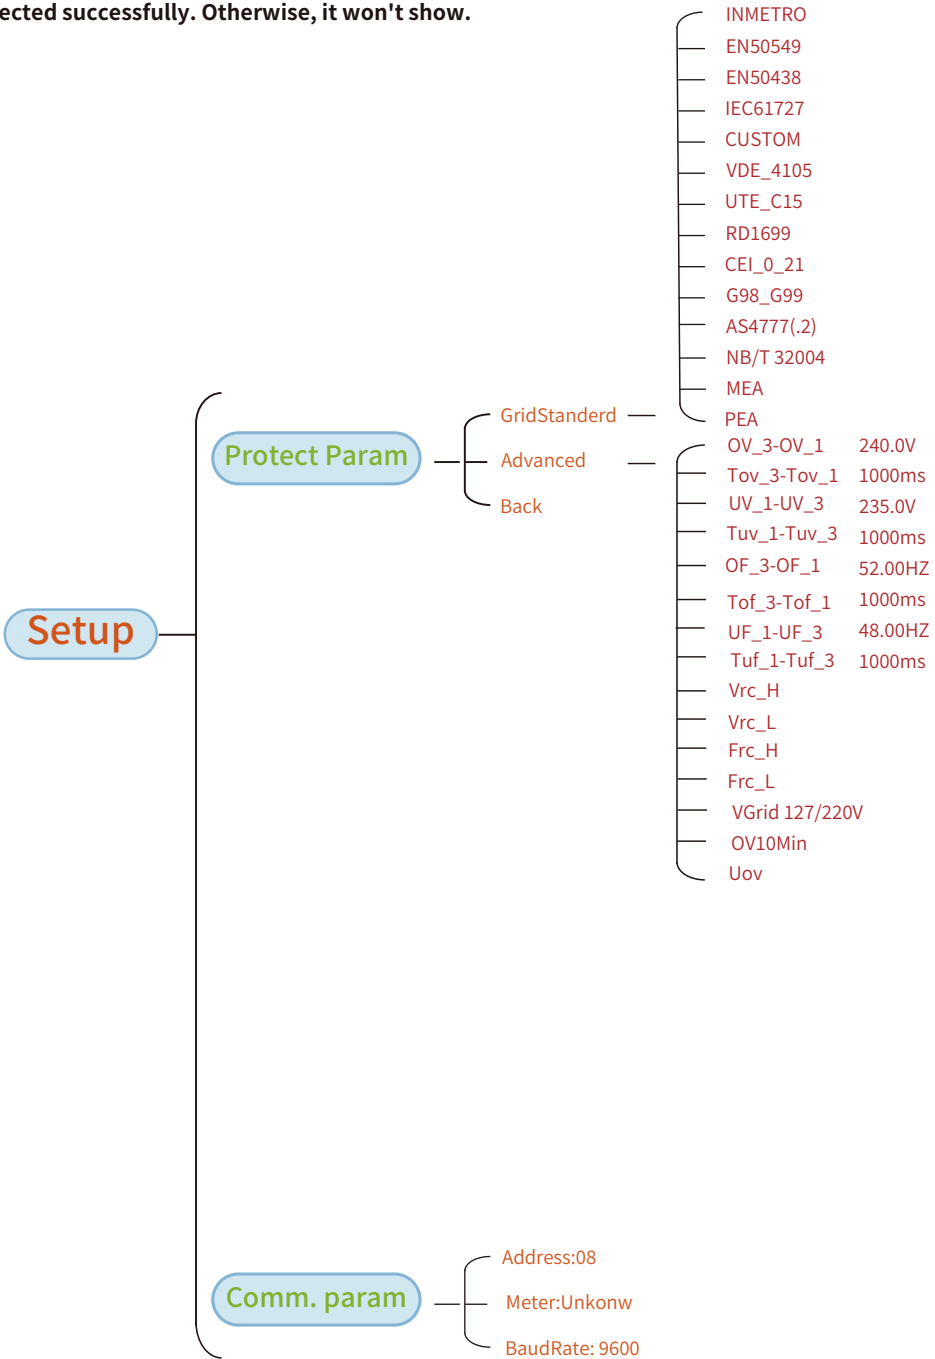 ected successfully. Otherwise, it won't show.
INMETRO
EN50549
EN50438
IEC61727
CUSTOM
VDE_4105
UTE_C15
RD1699
CEI_0_21
G98_G99
AS4777(.2)
NB/T 32004
MEA
PEA
Setup
Protect Param
GridStanderd
Advanced
Back
OV_3-OV_1 240.0V
Tov_3-Tov_1 1000ms
UV_1-UV_3 235.0V
Tuv_1-Tuv_3 1000ms
OF_3-OF_1 52.00HZ
Tof_3-Tof_1 1000ms
UF_1-UF_3 48.00HZ
Tuf_1-Tuf_3 1000ms
Vrc_H
Vrc_L
Frc_H
Frc_L
VGrid 127/220V
OV10Min
Uov
Comm. param
Address:08
Meter:Unkonw
BaudRate: 9600